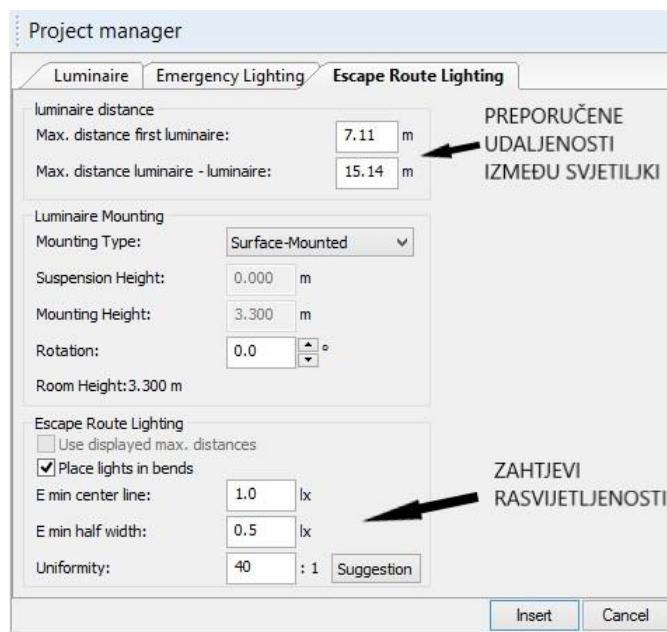 Project manager
Luminaire Emergency Lighting Escape Route Lighting
luminaire distance
Max. distance first luminaire: 7.11 m
Max. distance luminaire - luminaire: 15.14 m
PREPORUČENE
UDALJENOSTI
IZMEĐU SVJETILJKI
Luminaire Mounting
Mounting Type: Surface-Mounted
Suspension Height: 0.000 m
Mounting Height: 3.300 m
Rotation: 0.0 °
Room Height:3.300 m
Escape Route Lighting
Use displayed max. distances
Place lights in bends
E min center line: 1.0 lx
E min half width: 0.5 lx
Uniformity: 40 : 1 Suggestion
ZAHTJEVI
RASVIJETLJENOSTI
Insert Cancel